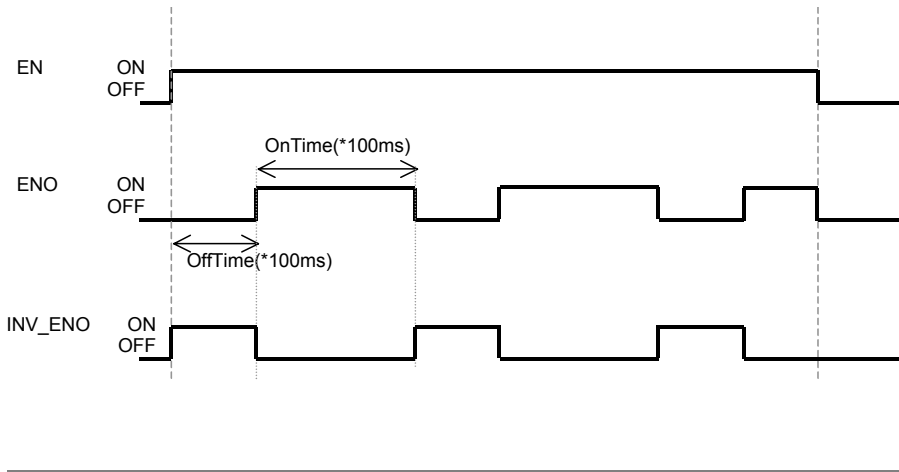 EN ON
OFF
OnTime(*100ms)
ENO ON
OFF
OffTime(*100ms)
INV_ENO ON
OFF